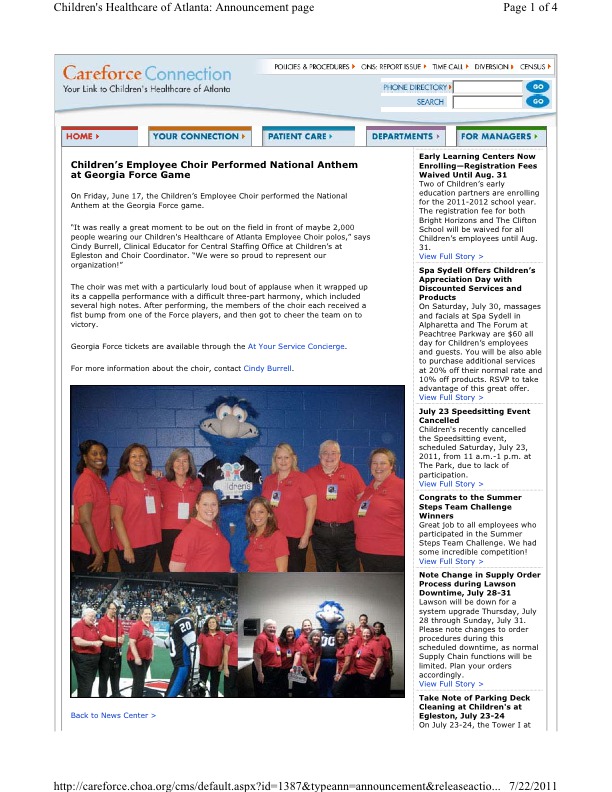 Children's Healthcare of Atlanta: Announcement page
Page 1 of 4
Careforce Connection
Your Link to Children's Healthcare of Atlanta
POLICIES & PROCEDURES
ONS: REPORT ISSUE
TIME CALL
DIVERSION
CENSUS
PHONE DIRECTORY
GO
SEARCH
GO
HOME
YOUR CONNECTION
PATIENT CARE
DEPARTMENTS
FOR MANAGERS
Children's Employee Choir Performed National Anthem
at Georgia Force Game
On Friday, June 17, the Children's Employee Choir performed the National
Anthem at the Georgia Force game.
"It was really a great moment to be out on the field in front of maybe 2,000
people wearing our Children's Healthcare of Atlanta Employee Choir polos," says
Cindy Burrell, Clinical Educator for Central Staffing Office at Children's at
Egleston and Choir Coordinator. "We were so proud to represent our
organization!"
The choir was met with a particularly loud bout of applause when it wrapped up
its a cappella performance with a difficult three-part harmony, which included
several high notes. After performing, the members of the choir each received a
fist bump from one of the Force players, and then got to cheer the team on to
victory.
Georgia Force tickets are available through the At Your Service Concierge.
For more information about the choir, contact Cindy Burrell.
20
Back to News Center >
Early Learning Centers Now
Enrolling—Registration Fees
Waived Until Aug. 31
Two of Children's early
education partners are enrolling
for the 2011-2012 school year.
The registration fee for both
Bright Horizons and The Clifton
School will be waived for all
Children's employees until Aug.
31.
View Full Story >
Spa Sydell Offers Children's
Appreciation Day with
Discounted Services and
Products
On Saturday, July 30, massages
and facials at Spa Sydell in
Alpharetta and The Forum at
Peachtree Parkway are $60 all
day for Children's employees
and guests. You will be also able
to purchase additional services
at 20% off their normal rate and
10% off products. RSVP to take
advantage of this great offer.
View Full Story >
July 23 Speedsitting Event
Cancelled
Children's recently cancelled
the Speedsitting event,
scheduled Saturday, July 23,
2011, from 11 a.m.-1 p.m. at
The Park, due to lack of
participation.
View Full Story >
Congrats to the Summer
Steps Team Challenge
Winners
Great job to all employees who
participated in the Summer
Steps Team Challenge. We had
some incredible competition!
View Full Story >
Note Change in Supply Order
Process during Lawson
Downtime, July 28-31
Lawson will be down for a
system upgrade Thursday, July
28 through Sunday, July 31.
Please note changes to order
procedures during this
scheduled downtime, as normal
Supply Chain functions will be
limited. Plan your orders
accordingly.
View Full Story >
Take Note of Parking Deck
Cleaning at Children's at
Egleston, July 23-24
On July 23-24, the Tower I at
http://careforce.choa.org/cms/default.aspx?id=1387&typeann=announcement&releaseactio...
7/22/2011